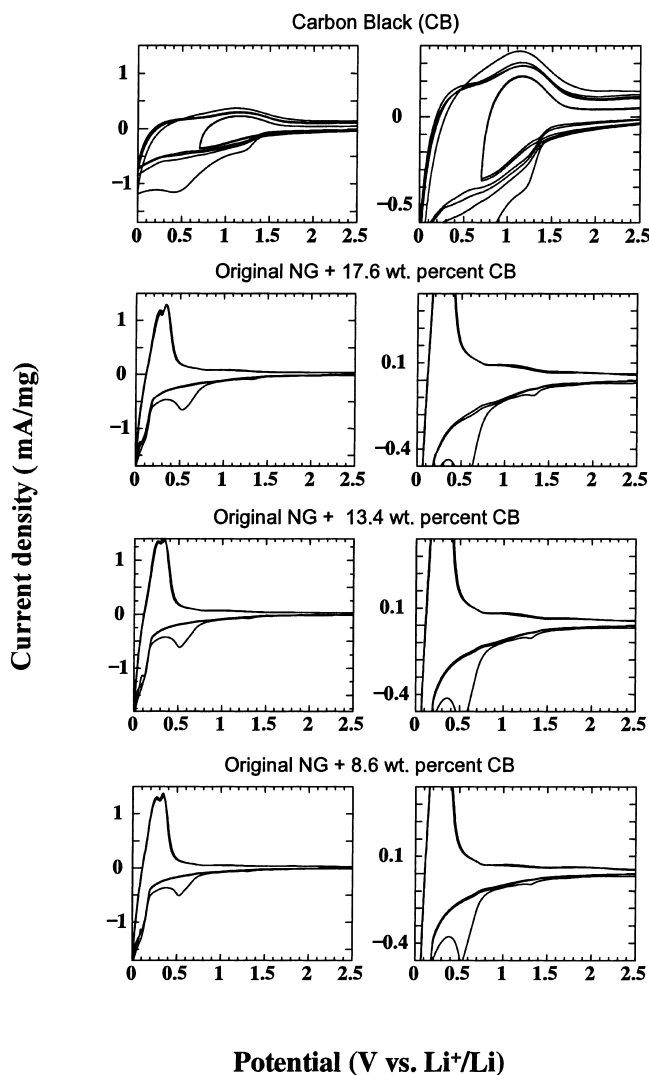 Carbon Black (CB)
1
0
−1
0 0.5 1 1.5 2 2.5
0
−0.5
0 0.5 1 1.5 2 2.5
Original NG + 17.6 wt. percent CB
1
0
−1
0 0.5 1 1.5 2 2.5
0.1
−0.4
0 0.5 1 1.5 2 2.5
Original NG + 13.4 wt. percent CB
1
0
−1
0 0.5 1 1.5 2 2.5
0.1
−0.4
0 0.5 1 1.5 2 2.5
Original NG + 8.6 wt. percent CB
1
0
−1
0 0.5 1 1.5 2 2.5
0.1
−0.4
0 0.5 1 1.5 2 2.5
Current density ( mA/mg)
Potential (V vs. Li⁺/Li)